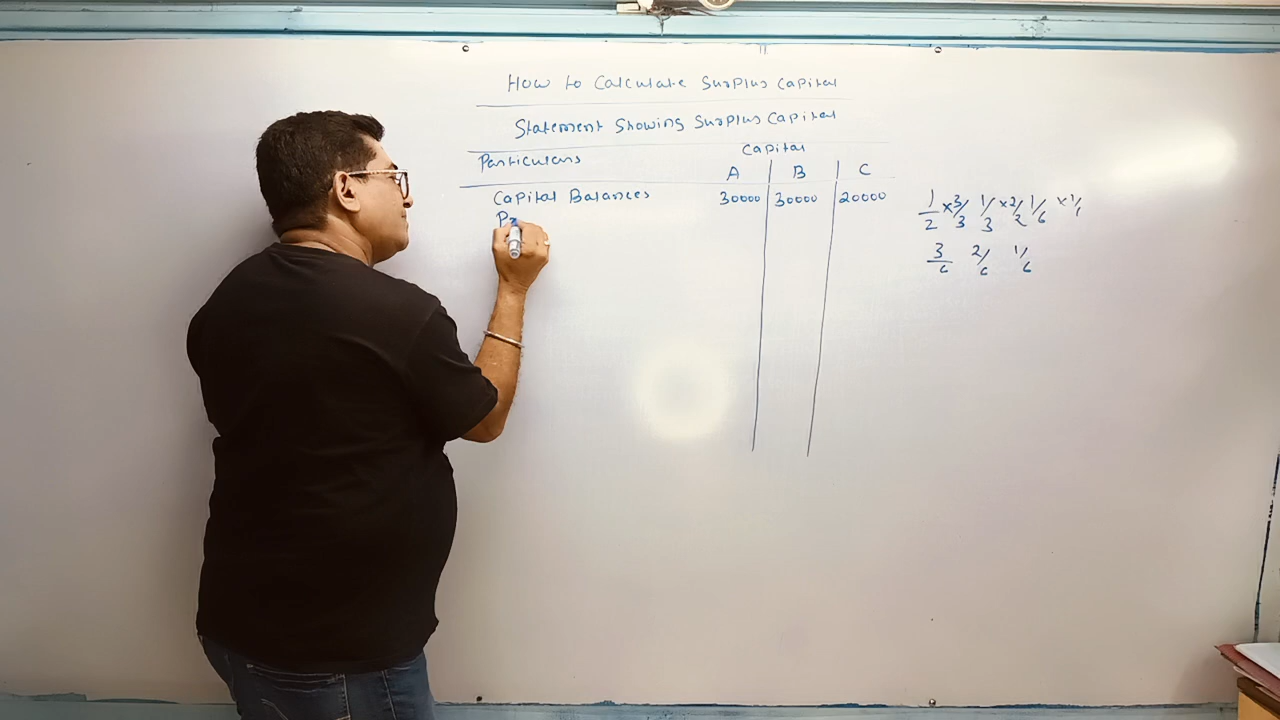 How to Calculate Surplus Capital
Statement Showing Surplus Capital
Particulars Capital
A B C
Capital Balances 30000 30000 20000
1/2 ×3/3 1/3 ×2/2 1/6 ×1/1
3/6 2/6 1/6